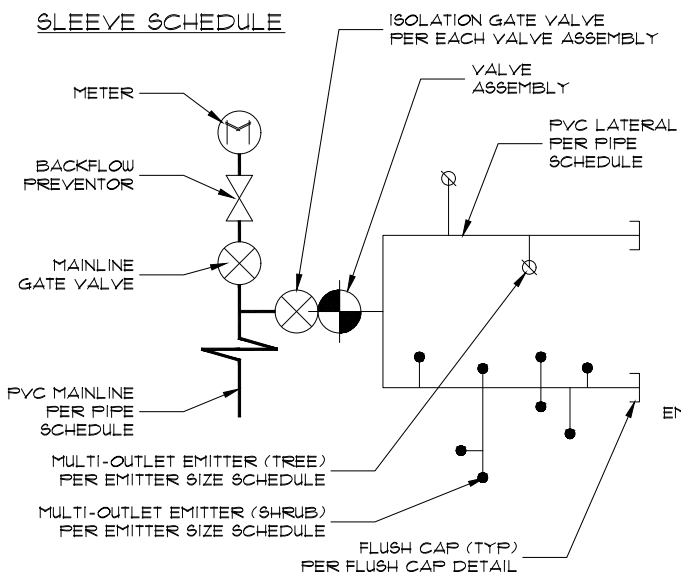 SLEEVE SCHEDULE
ISOLATION GATE VALVE
PER EACH VALVE ASSEMBLY
VALVE
ASSEMBLY
METER
M
PVC LATERAL
PER PIPE
SCHEDULE
BACKFLOW
PREVENTOR
MAINLINE
GATE VALVE
PVC MAINLINE
PER PIPE
SCHEDULE
EN
MULTI-OUTLET EMITTER (TREE)
PER EMITTER SIZE SCHEDULE
MULTI-OUTLET EMITTER (SHRUB)
PER EMITTER SIZE SCHEDULE
FLUSH CAP (TYP)
PER FLUSH CAP DETAIL